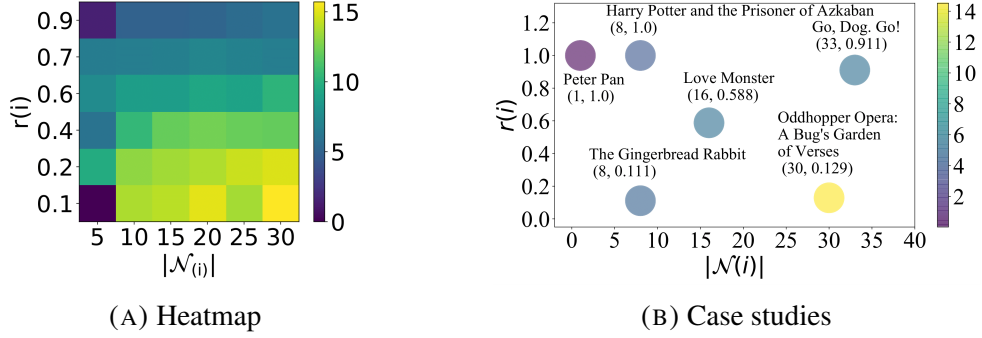 0.9
0.7
0.6
0.4
0.2
0.1
r(i)
5 10 15 20 25 30
|𝒩(i)|
15
10
5
0
(A) Heatmap
1.2
1.0
0.8
0.6
0.4
0.2
0.0
r(i)
Harry Potter and the Prisoner of Azkaban
(8, 1.0)
Go, Dog. Go!
(33, 0.911)
Peter Pan
(1, 1.0)
Love Monster
(16, 0.588)
Oddhopper Opera:
A Bug's Garden
of Verses
(30, 0.129)
The Gingerbread Rabbit
(8, 0.111)
0 5 10 15 20 25 30 35 40
|𝒩(i)|
14
12
10
8
6
4
2
(B) Case studies